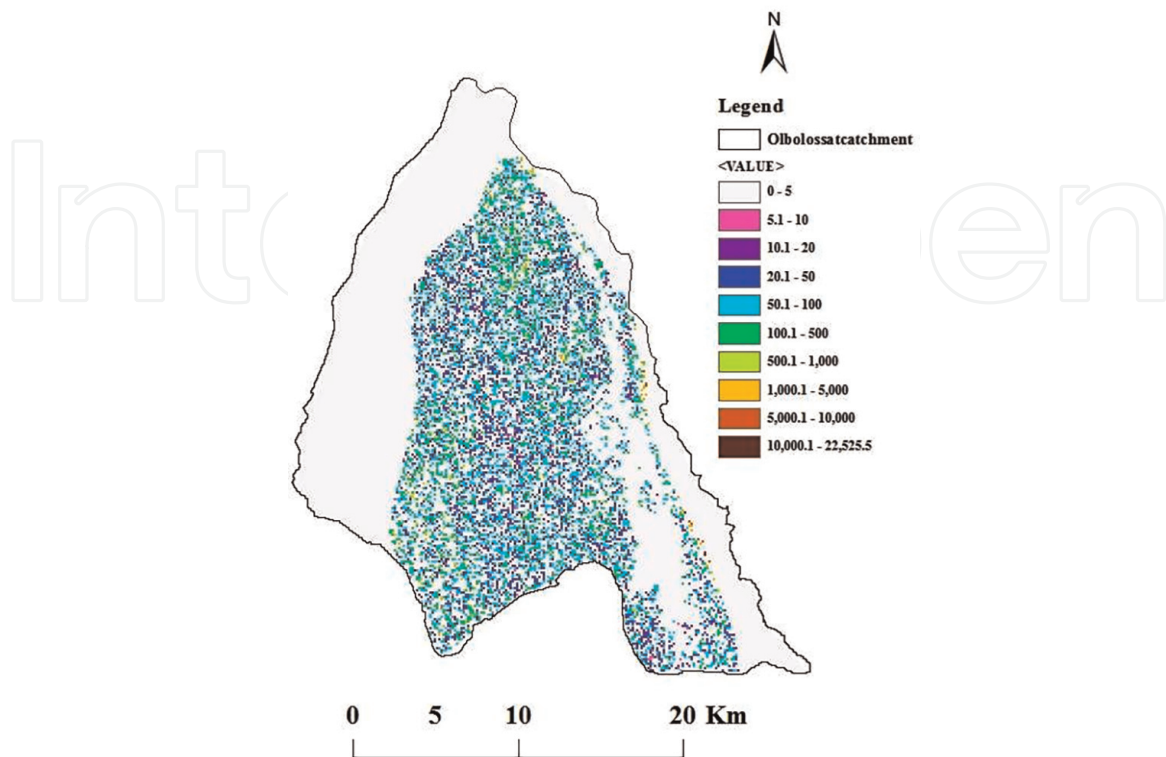 N
Legend
Olbolossatcatchment
<VALUE>
0 - 5
5.1 - 10
10.1 - 20
20.1 - 50
50.1 - 100
100.1 - 500
500.1 - 1,000
1,000.1 - 5,000
5,000.1 - 10,000
10,000.1 - 22,525.5
0 5 10 20 Km
Inte
en